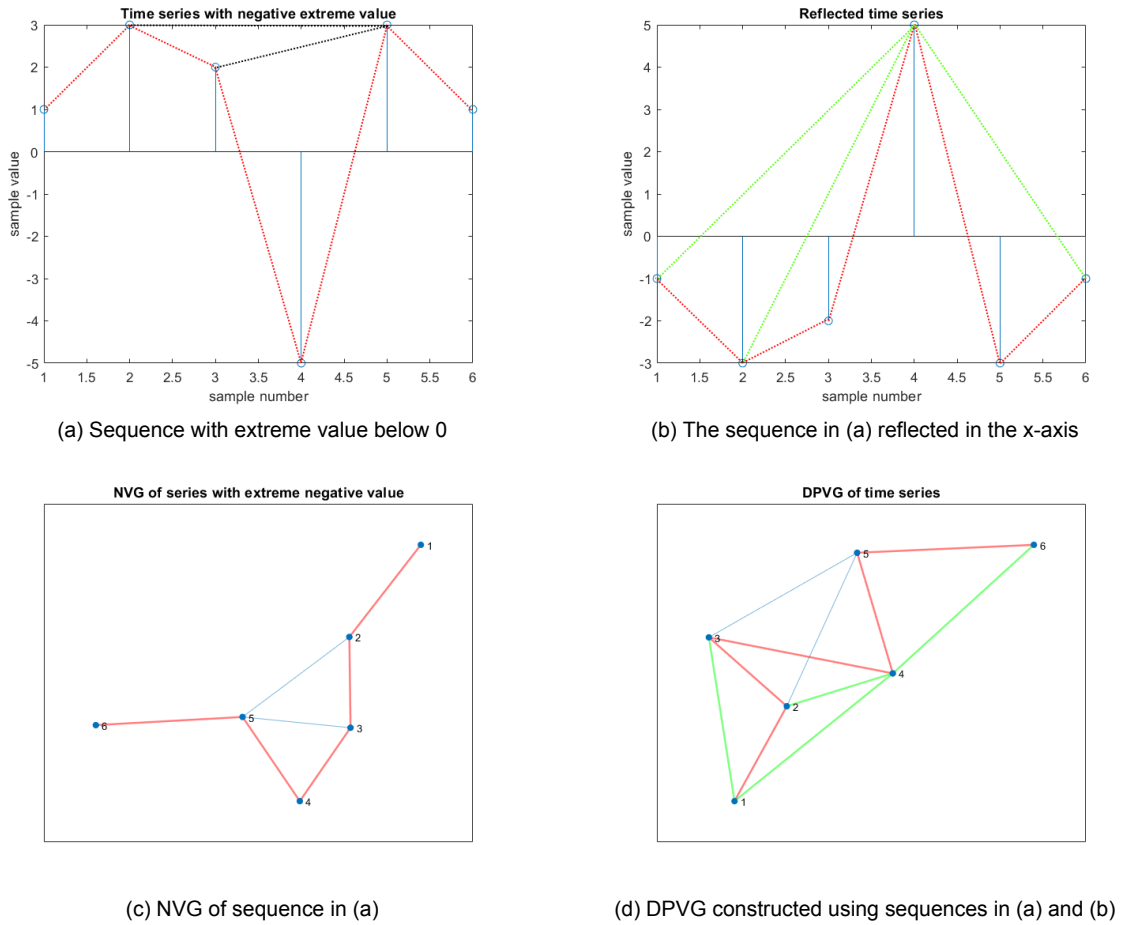 Time series with negative extreme value
3
2
1
0
-1
-2
-3
-4
-5
sample value
1 1.5 2 2.5 3 3.5 4 4.5 5 5.5 6
sample number
(a) Sequence with extreme value below 0
Reflected time series
5
4
3
2
1
0
-1
-2
-3
sample value
1 1.5 2 2.5 3 3.5 4 4.5 5 5.5 6
sample number
(b) The sequence in (a) reflected in the x-axis
NVG of series with extreme negative value
1
2
5
6
3
4
(c) NVG of sequence in (a)
DPVG of time series
6
5
3
4
2
1
(d) DPVG constructed using sequences in (a) and (b)